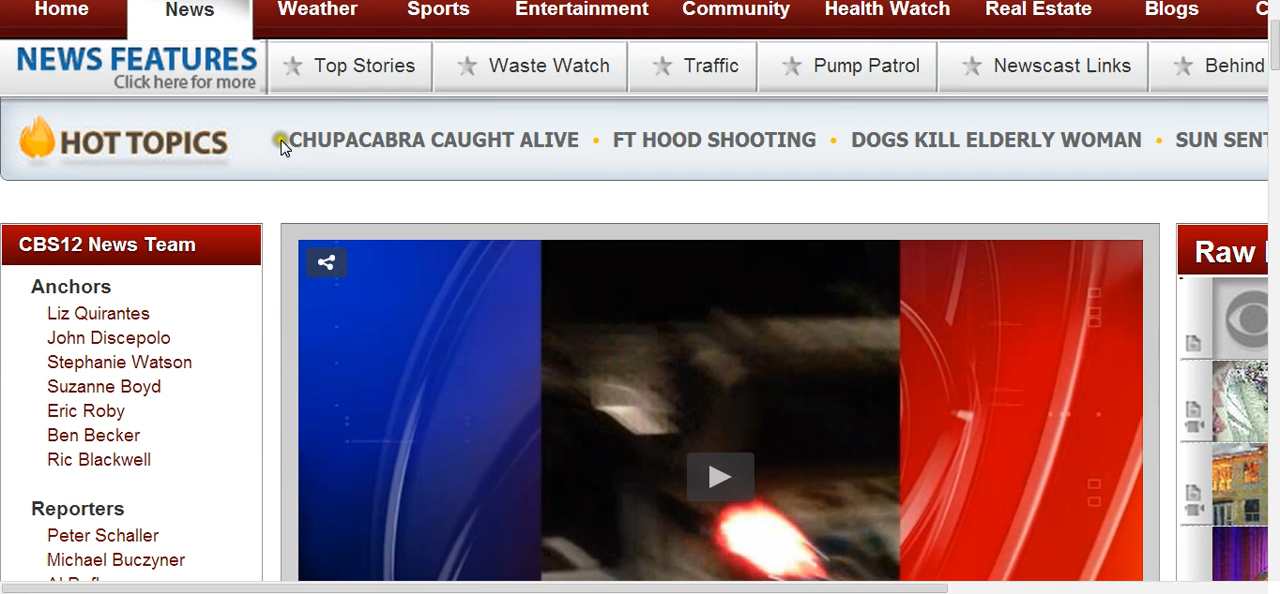 Home News Weather Sports Entertainment Community Health Watch Real Estate Blogs C
NEWS FEATURES
Click here for more
Top Stories Waste Watch Traffic Pump Patrol Newscast Links Behind
HOT TOPICS CHUPACABRA CAUGHT ALIVE • FT HOOD SHOOTING • DOGS KILL ELDERLY WOMAN • SUN SENT
CBS12 News Team
Anchors
Liz Quirantes
John Discepolo
Stephanie Watson
Suzanne Boyd
Eric Roby
Ben Becker
Ric Blackwell
Reporters
Peter Schaller
Michael Buczyner
Raw